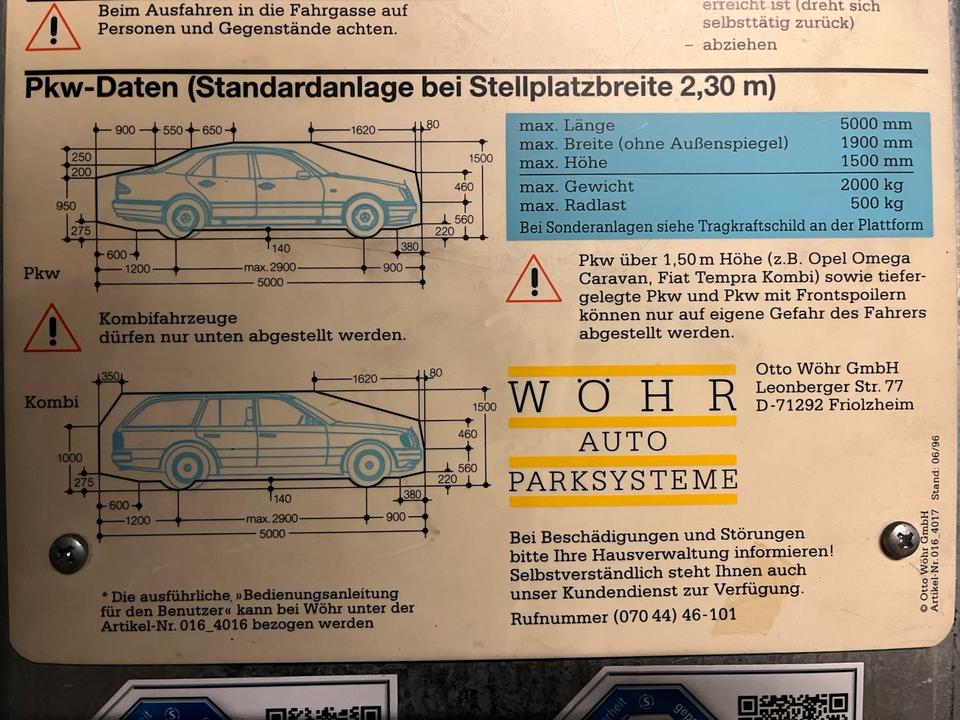 Beim Ausfahren in die Fahrgasse auf
Personen und Gegenstände achten.
erreicht ist (dreht sich
selbsttätig zurück)
– abziehen
Pkw-Daten (Standardanlage bei Stellplatzbreite 2,30 m)
900 550 650 1620 80
250
200
950
275
1500
460
560
220
140
380
600
1200 max. 2900 900
5000
Pkw
max. Länge 5000 mm
max. Breite (ohne Außenspiegel) 1900 mm
max. Höhe 1500 mm
max. Gewicht 2000 kg
max. Radlast 500 kg
Bei Sonderanlagen siehe Tragkraftschild an der Plattform
Pkw über 1,50 m Höhe (z.B. Opel Omega
Caravan, Fiat Tempra Kombi) sowie tiefer-
gelegte Pkw und Pkw mit Frontspoilern
können nur auf eigene Gefahr des Fahrers
abgestellt werden.
Kombifahrzeuge
dürfen nur unten abgestellt werden.
350 1620 80
Kombi
1500
460
1000
560
275
220
140
380
600
1200 max. 2900 900
5000
WÖHR
AUTO
PARKSYSTEME
Otto Wöhr GmbH
Leonberger Str. 77
D-71292 Friolzheim
Bei Beschädigungen und Störungen
bitte Ihre Hausverwaltung informieren!
Selbstverständlich steht Ihnen auch
unser Kundendienst zur Verfügung.
Rufnummer (070 44) 46-101
* Die ausführliche „»Bedienungsanleitung
für den Benutzer« kann bei Wöhr unter der
Artikel-Nr. 016_4016 bezogen werden
© Otto Wöhr GmbH
Artikel-Nr. 016_4017 Stand: 06/96